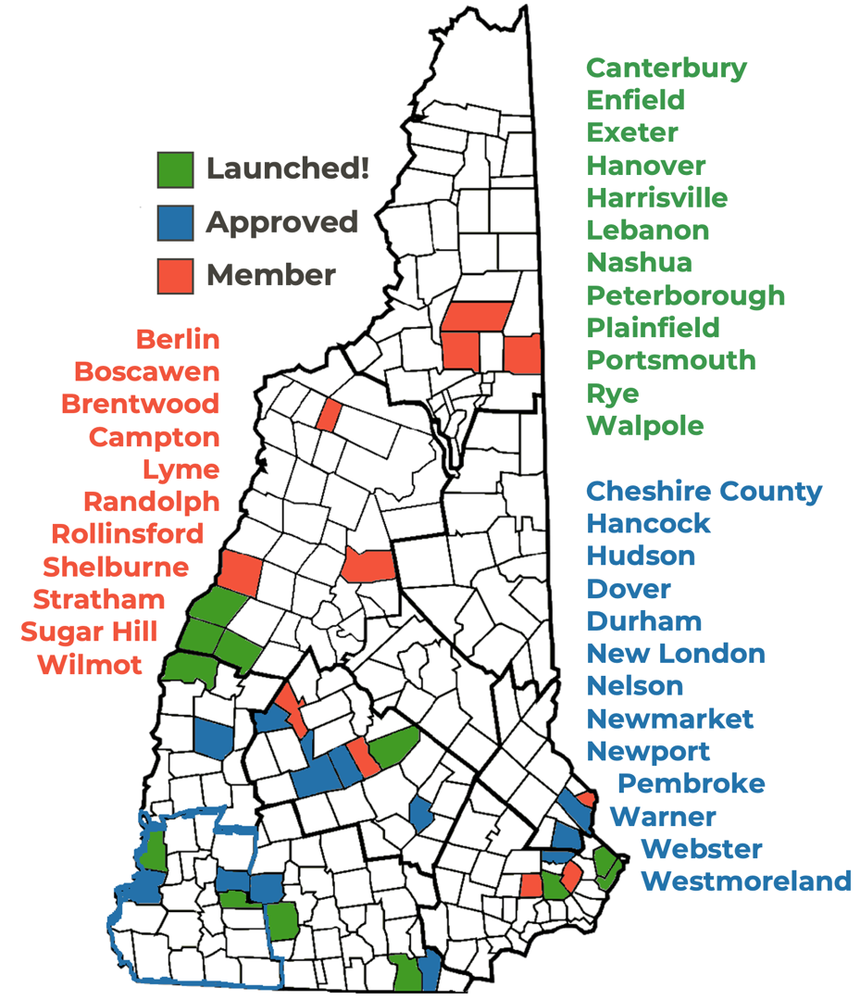 Launched!
Approved
Member
Berlin
Boscawen
Brentwood
Campton
Lyme
Randolph
Rollinsford
Shelburne
Stratham
Sugar Hill
Wilmot
Canterbury
Enfield
Exeter
Hanover
Harrisville
Lebanon
Nashua
Peterborough
Plainfield
Portsmouth
Rye
Walpole
Cheshire County
Hancock
Hudson
Dover
Durham
New London
Nelson
Newmarket
Newport
Pembroke
Warner
Webster
Westmoreland